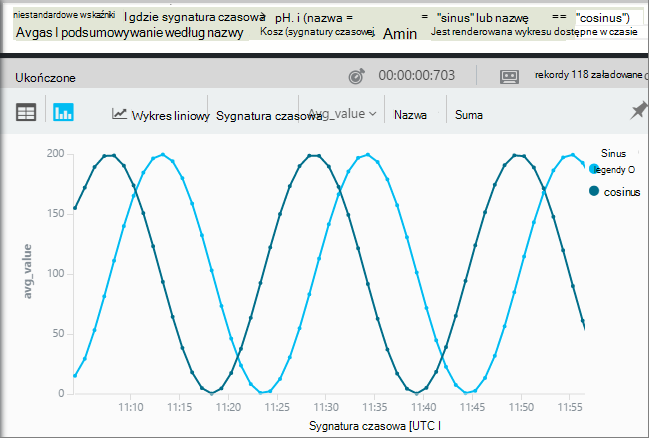 niestandardowe wskaźniki I gdzie sygnatura czasowa pH. i (nazwa = = "sinus" lub nazwę == "cosinus")
Avgas I podsumowywanie według nazwy Kosz (sygnatury czasowej, Amin Jest renderowana wykresu dostępne w czasie
Ukończone 00:00:00:703 rekordy 118 załadowane
Wykres liniowy Sygnatura czasowa Avg_value Nazwa Suma
Sinus
legendy O
cosinus
200
150
100
50
0
avg_value
11:10 11:15 11:20 11:25 11:30 11:35 11:40 11:45 11:50 11:55
Sygnatura czasowa [UTC I